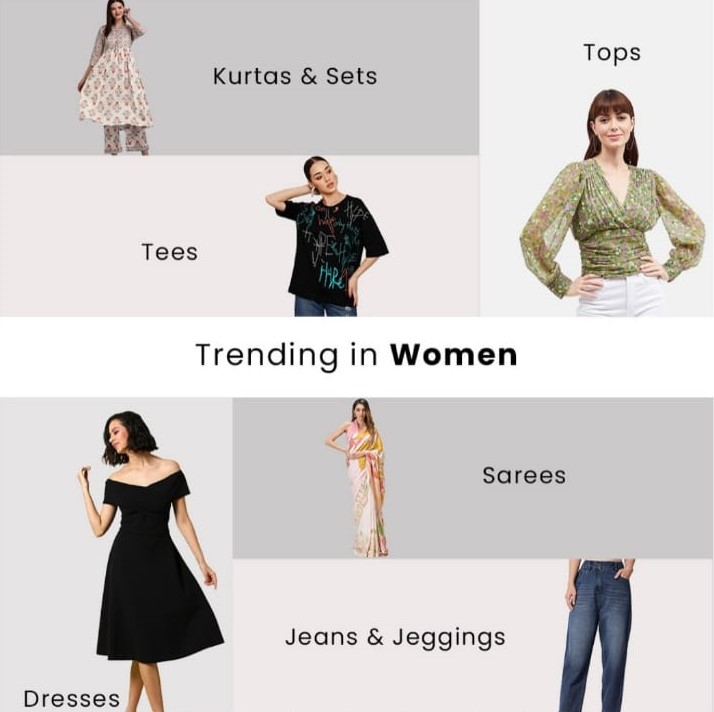 Kurtas & Sets
Tops
Tees
Trending in Women
Sarees
Jeans & Jeggings
Dresses